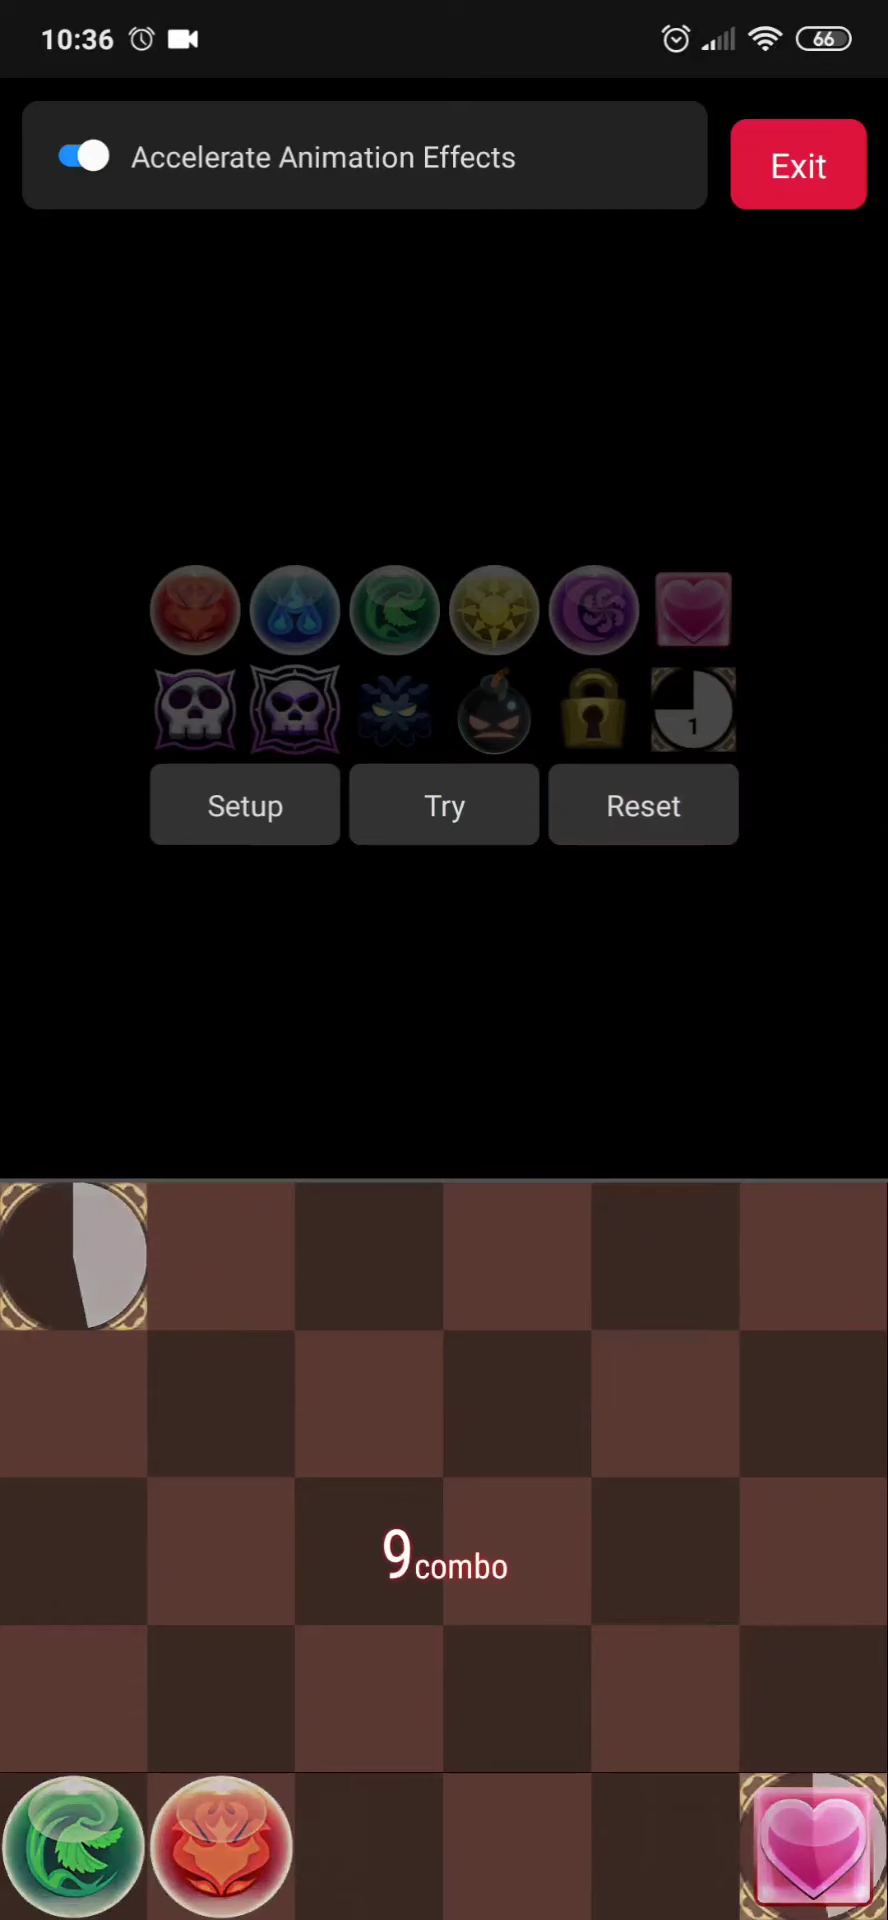 10:36
66
Accelerate Animation Effects
Exit
1
Setup Try Reset
9combo